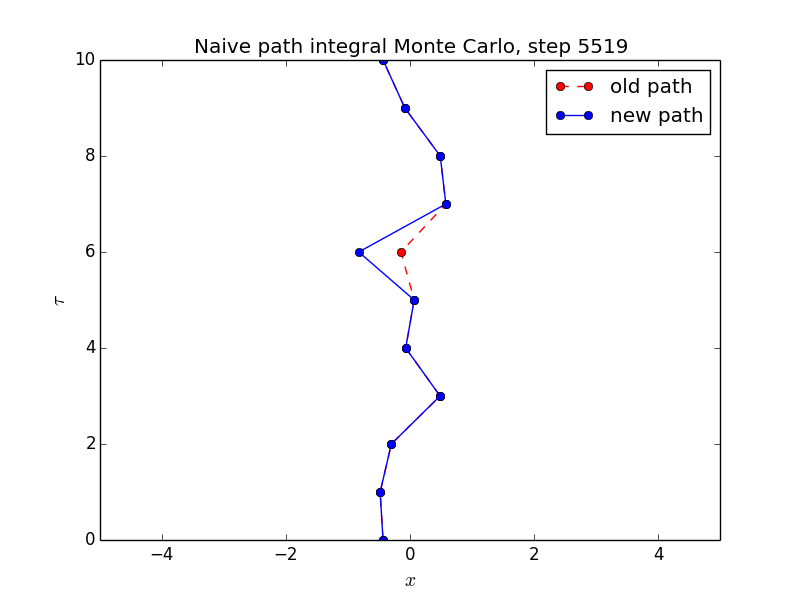 Naive path integral Monte Carlo, step 5519
old path
new path
10
8
6
4
2
0
τ
−4
−2
0
2
4
x